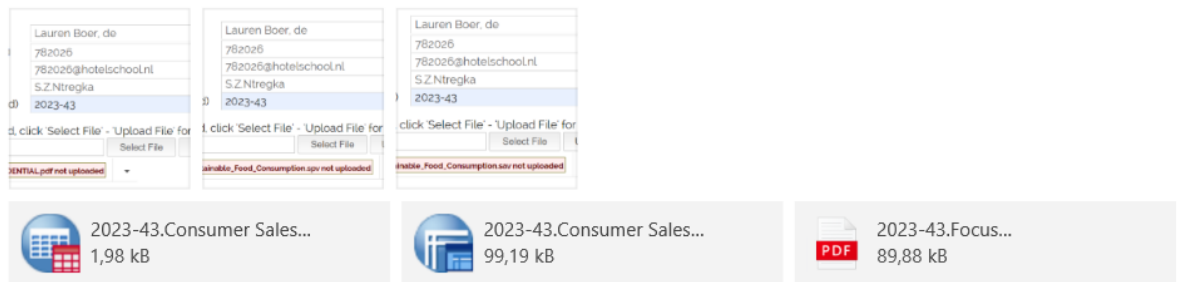 Lauren Boer, de
782026
782026@hotelschool.nl
S.Z.Ntregka
d) 2023-43
d, click 'Select File' - 'Upload File' for
Select File
DENTIAL.pdf not uploaded
Lauren Boer, de
782026
782026@hotelschool.nl
S.Z.Ntregka
d) 2023-43
d, click 'Select File' - 'Upload File' for
Select File
tainable_Food_Consumption.spv not uploaded
Lauren Boer, de
782026
782026@hotelschool.nl
S.Z.Ntregka
) 2023-43
click 'Select File' - 'Upload File' for
Select File
ainable_Food_Consumption.sav not uploaded
2023-43.Consumer Sales...
1,98 kB
2023-43.Consumer Sales...
99,19 kB
PDF
2023-43.Focus...
89,88 kB